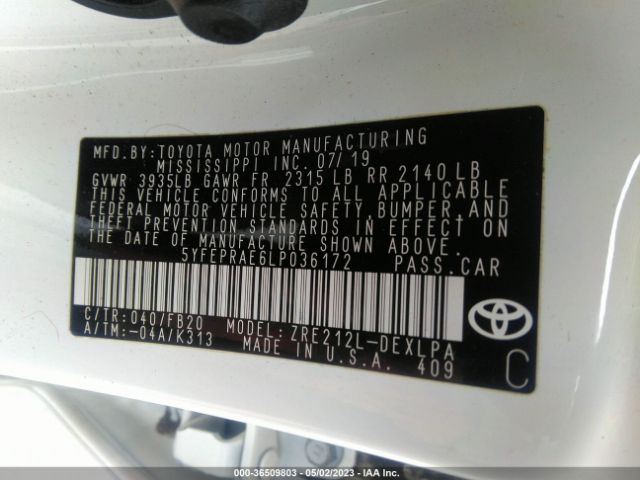 MFD.BY:TOYOTA MOTOR MANUFACTURING
MISSISSIPPI INC. 07/19
GVWR 3935LB GAWR FR 2315 LB RR 2140 LB
THIS VEHICLE CONFORMS TO ALL APPLICABLE
FEDERAL MOTOR VEHICLE SAFETY, BUMPER, AND
THEFT PREVENTION STANDARDS IN EFFECT ON
THE DATE OF MANUFACTURE SHOWN ABOVE.
5YFEPRAE6LP036172 PASS.CAR
C/TR: 040/FB20 MODEL: ZRE212L-DEXLPA
A/TM: -04A/K313 MADE IN U.S.A. 409
C
000-36509803 - 05/02/2023 - IAA Inc.